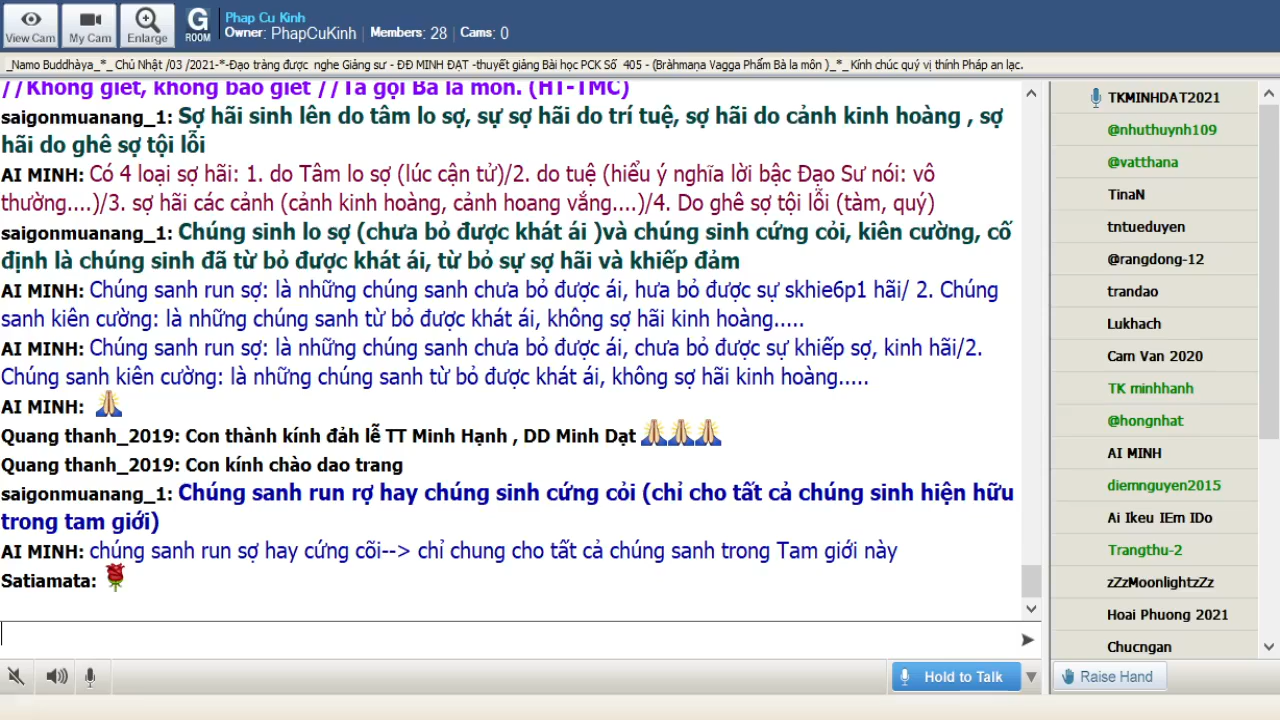 View Cam
My Cam
Enlarge
G
ROOM
Phap Cu Kinh
Owner: PhapCuKinh | Members: 28 | Cams: 0
_Namo Buddhàya_*_ Chủ Nhật /03 /2021-*-Đạo tràng được nghe Giảng sư - ĐĐ MINH ĐẠT -thuyết giảng Bài học PCK Số 405 - (Bràhmaṇa Vagga Phẩm Bà la môn )_*_ Kính chúc quý vị thính Pháp an lạc.
//Không giết, không bảo giết //Ta gọi Bà la môn. (HT-TMC)
saigonmuanang_1: Sợ hãi sinh lên do tâm lo sợ, sự sợ hãi do trí tuệ, sợ hãi do cảnh kinh hoàng , sợ
hãi do ghê sợ tội lỗi
AI MINH: Có 4 loại sợ hãi: 1. do Tâm lo sợ (lúc cận tử)/2. do tuệ (hiểu ý nghĩa lời bậc Đạo Sư nói: vô
thường....)/3. sợ hãi các cảnh (cảnh kinh hoàng, cảnh hoang vắng....)/4. Do ghê sợ tội lỗi (tàm, quý)
saigonmuanang_1: Chúng sinh lo sợ (chưa bỏ được khát ái )và chúng sinh cứng cỏi, kiên cường, cố
định là chúng sinh đã từ bỏ được khát ái, từ bỏ sự sợ hãi và khiếp đảm
AI MINH: Chúng sanh run sợ: là những chúng sanh chưa bỏ được ái, hưa bỏ được sự skhie6p1 hãi/ 2. Chúng
sanh kiên cường: là những chúng sanh từ bỏ được khát ái, không sợ hãi kinh hoàng.....
AI MINH: Chúng sanh run sợ: là những chúng sanh chưa bỏ được ái, chưa bỏ được sự khiếp sợ, kinh hãi/2.
Chúng sanh kiên cường: là những chúng sanh từ bỏ được khát ái, không sợ hãi kinh hoàng.....
AI MINH: 🙏
Quang thanh_2019: Con thành kính đảh lễ TT Minh Hạnh , DD Minh Dạt 🙏🙏🙏
Quang thanh_2019: Con kính chào dao trang
saigonmuanang_1: Chúng sanh run rợ hay chúng sinh cứng cỏi (chỉ cho tất cả chúng sinh hiện hữu
trong tam giới)
AI MINH: chúng sanh run sợ hay cứng cõi--> chỉ chung cho tất cả chúng sanh trong Tam giới này
Satiamata: 🌹
Hold to Talk
TKMINHDAT2021
@nhuthuynh109
@vatthana
TinaN
tntueduyen
@rangdong-12
trandao
Lukhach
Cam Van 2020
TK minhhanh
@hongnhat
AI MINH
diemnguyen2015
Ai Ikeu IEm IDo
Trangthu-2
zZzMoonlightzZz
Hoai Phuong 2021
Chucngan
Raise Hand